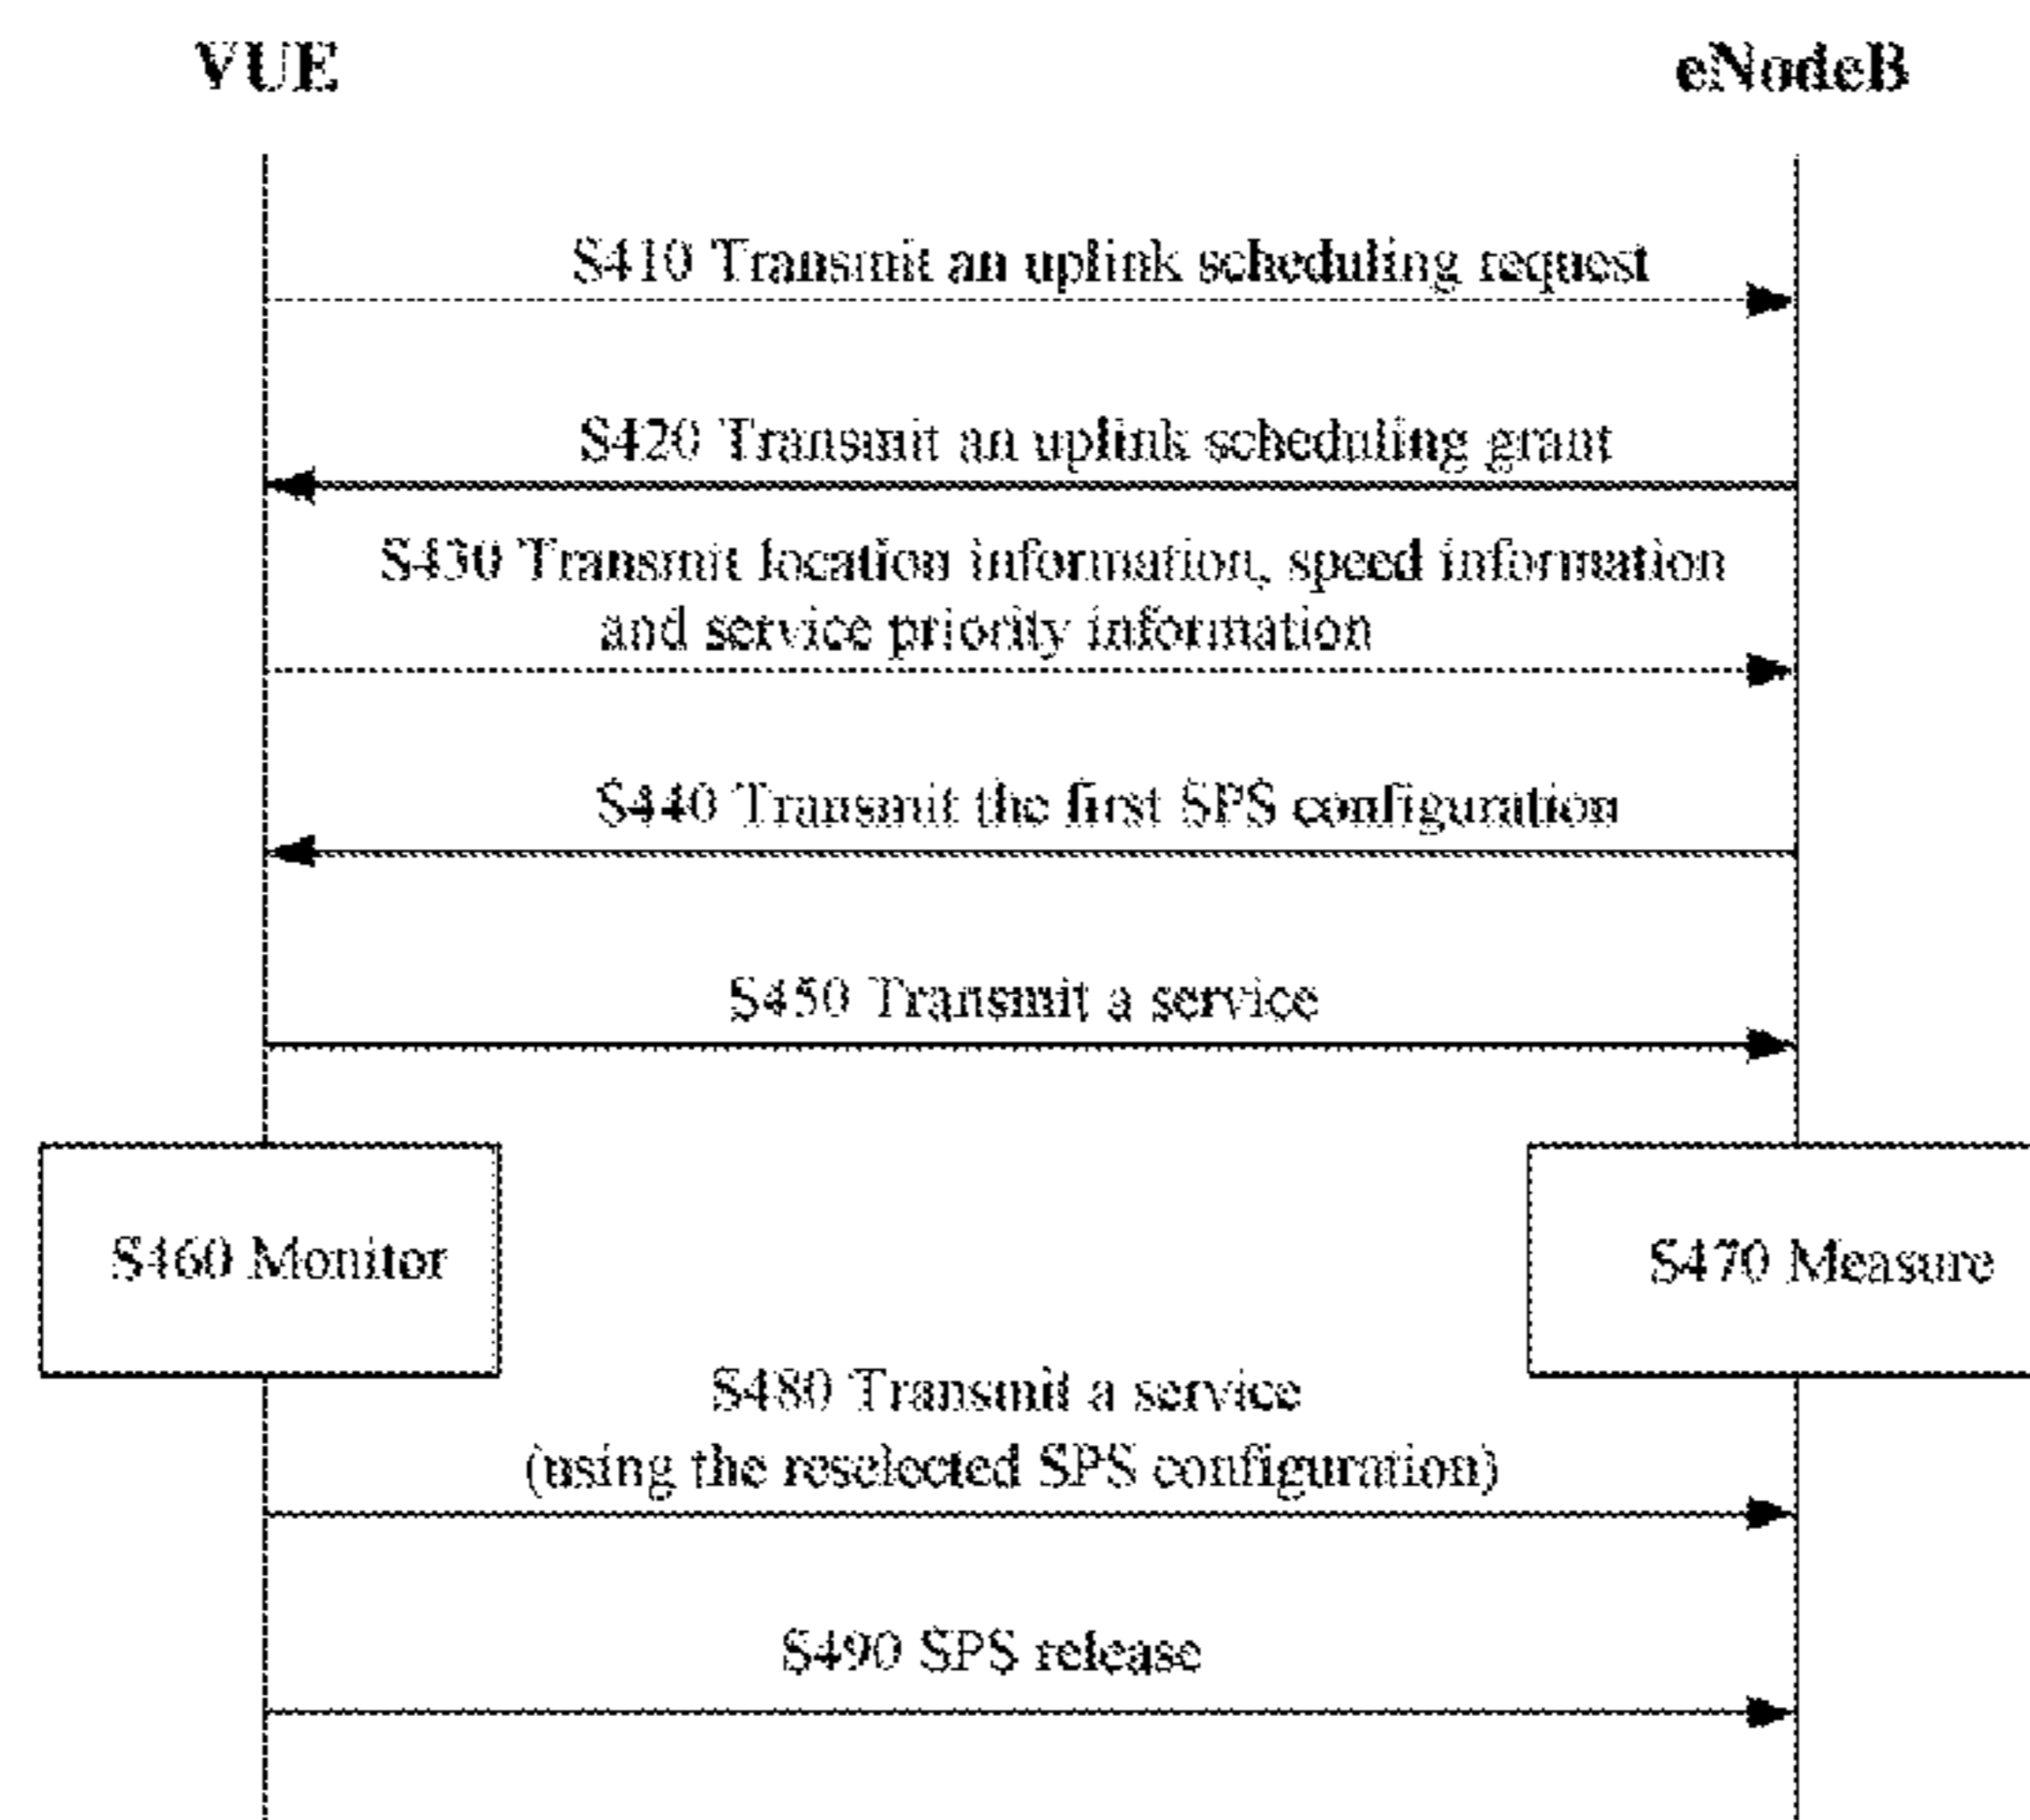 VUE
eNodeB
S410 Transmit an uplink scheduling request
S420 Transmit an uplink scheduling grant
S430 Transmit location information, speed information
and service priority information
S440 Transmit the first SPS configuration
S450 Transmit a service
S460 Monitor
S470 Measure
S480 Transmit a service
(using the reselected SPS configuration)
S490 SPS release